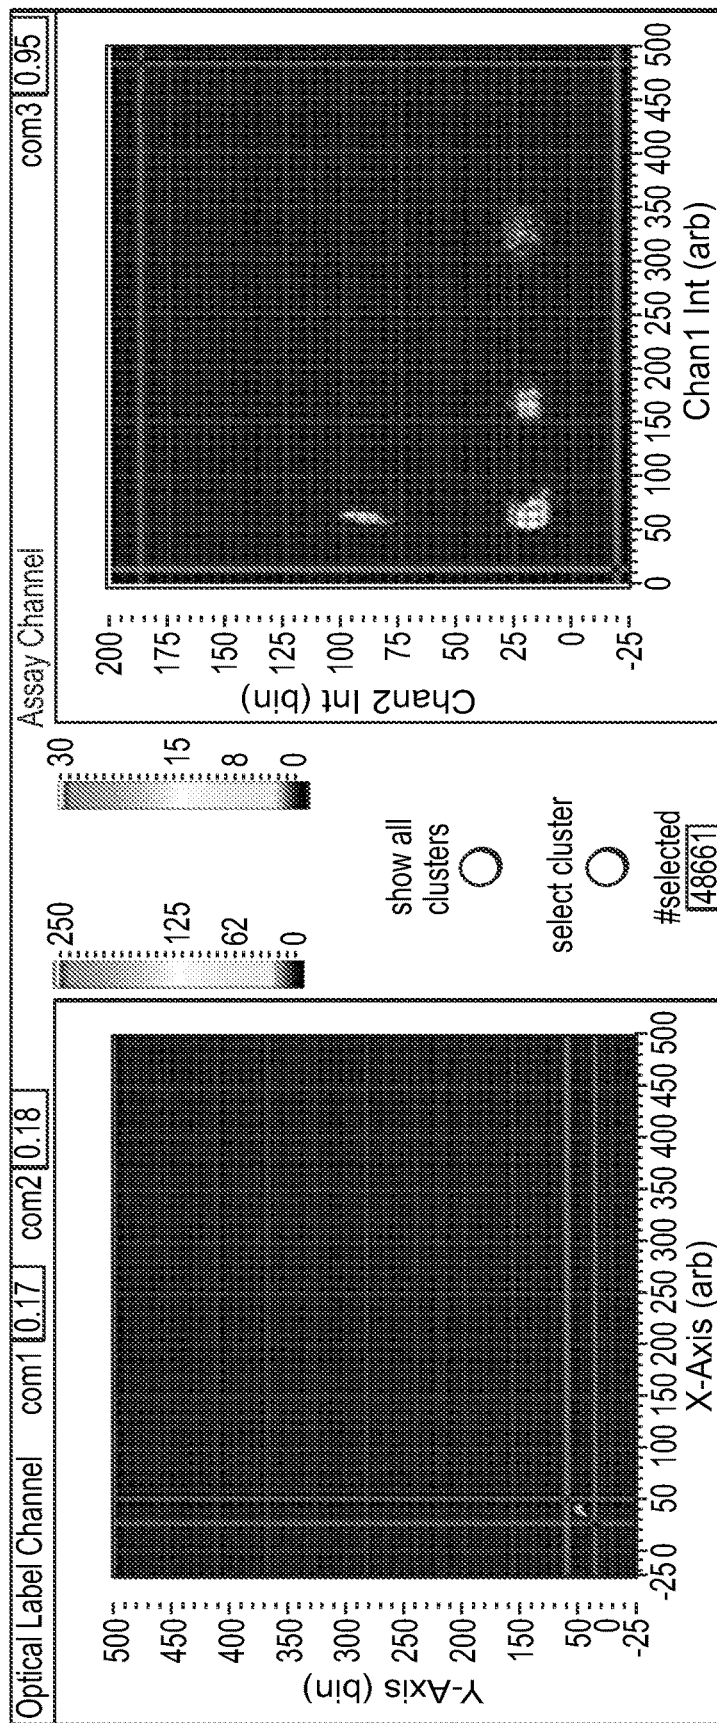 Optical Label Channel com1 0.17 com2 0.18
Y-Axis (bin)
500
450
400
350
300
250
200
150
50
0
-25
-250 50 100 150 200 250 300 350 400 450 500
X-Axis (arb)
250
125
62
0
30
15
8
0
show all
clusters
select cluster
#selected
48661
Assay Channel com3 0.95
Chan2 Int (bin)
200
175
150
125
100
75
50
25
0
-25
0 50 100 150 200 250 300 350 400 450 500
Chan1 Int (arb)